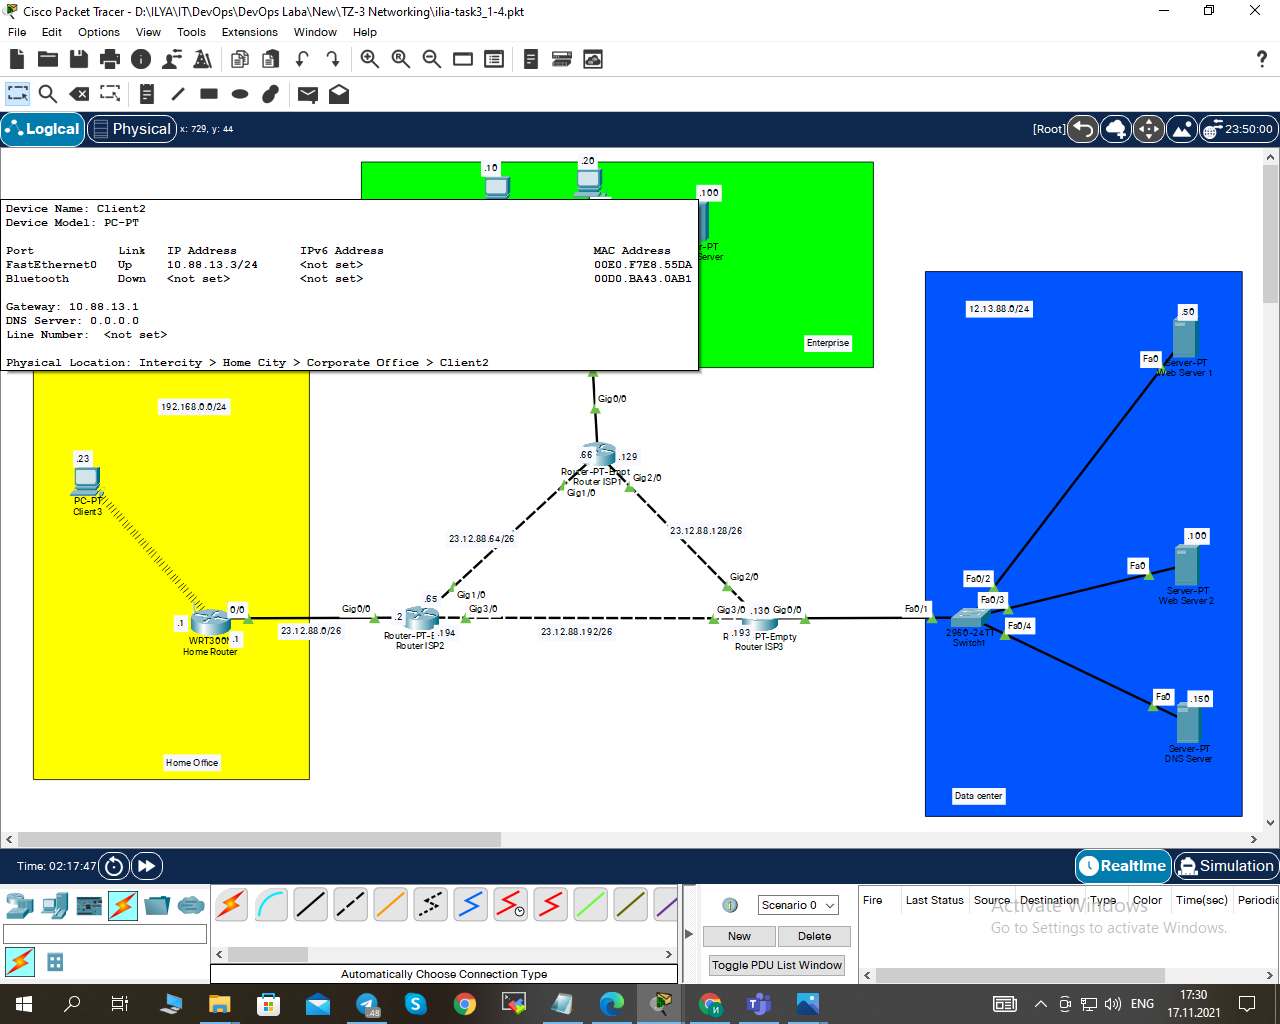 Cisco Packet Tracer - D:\ILYA\IT\DevOps\DevOps Laba\New\TZ-3 Networking\ilia-task3_1-4.pkt
File Edit Options View Tools Extensions Window Help
?
Logical Physical x: 729, y: 44 [Root] 23:50:00
.10 .20
.100
Device Name: Client2
Device Model: PC-PT
Port Link IP Address IPv6 Address MAC Address
FastEthernet0 Up 10.88.13.3/24 <not set> 00E0.F7E8.55DA
Bluetooth Down <not set> <not set> 00D0.BA43.0AB1
Gateway: 10.88.13.1
DNS Server: 0.0.0.0
Line Number: <not set>
Physical Location: Intercity > Home City > Corporate Office > Client2
r-PT
Server
Enterprise
12.13.88.0/24
.50
Fa0
Server-PT
Web Server 1
192.168.0.0/24
Gig0/0
.66 .129
Router-PT-Empt
Router ISP1
Gig1/0
Gig2/0
.23
PC-PT
Client3
23.12.88.64/26
23.12.88.128/26
.100
Fa0
Server-PT
Web Server 2
Gig2/0
Fa0/2
Fa0/3
Fa0/1
Fa0/4
2960-24TT
Switch1
.65
Gig1/0
Gig0/0
Gig3/0
.2
.194
Router-PT-E
Router ISP2
23.12.88.192/26
Gig3/0
.130
Gig0/0
.193
R PT-Empty
Router ISP3
0/0
.1
.1
WRT300N
Home Router
23.12.88.0/26
Fa0
.150
Server-PT
DNS Server
Home Office
Data center
Time: 02:17:47 Realtime Simulation
Scenario 0
New Delete
Toggle PDU List Window
Fire Last Status Source Destination Type Color Time(sec) Periodic
Activate Windows
Go to Settings to activate Windows.
Automatically Choose Connection Type
.48
ENG
17:30
17.11.2021